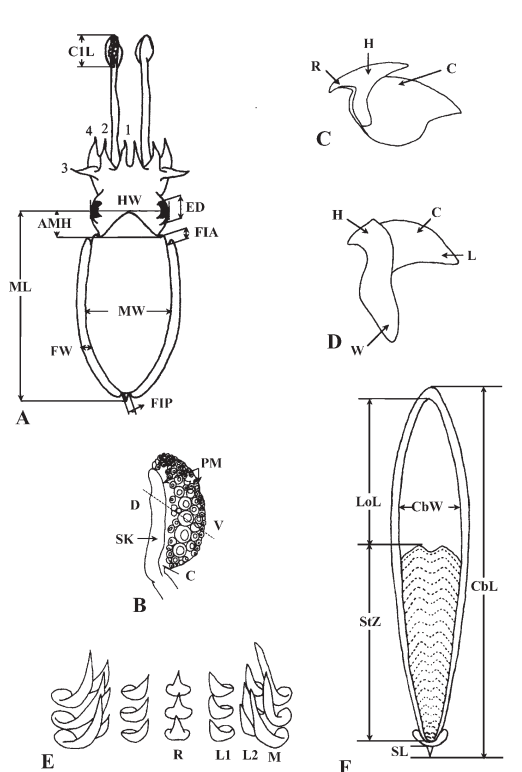 C1L
4 2 1
3
HW
ED
AMH
FIA
ML
MW
FW
FIP
A
H
R
C
C
H
C
L
W
D
PM
D
V
SK
C
B
LoL
CbW
CbL
StZ
SL
F
R L1 L2 M
E